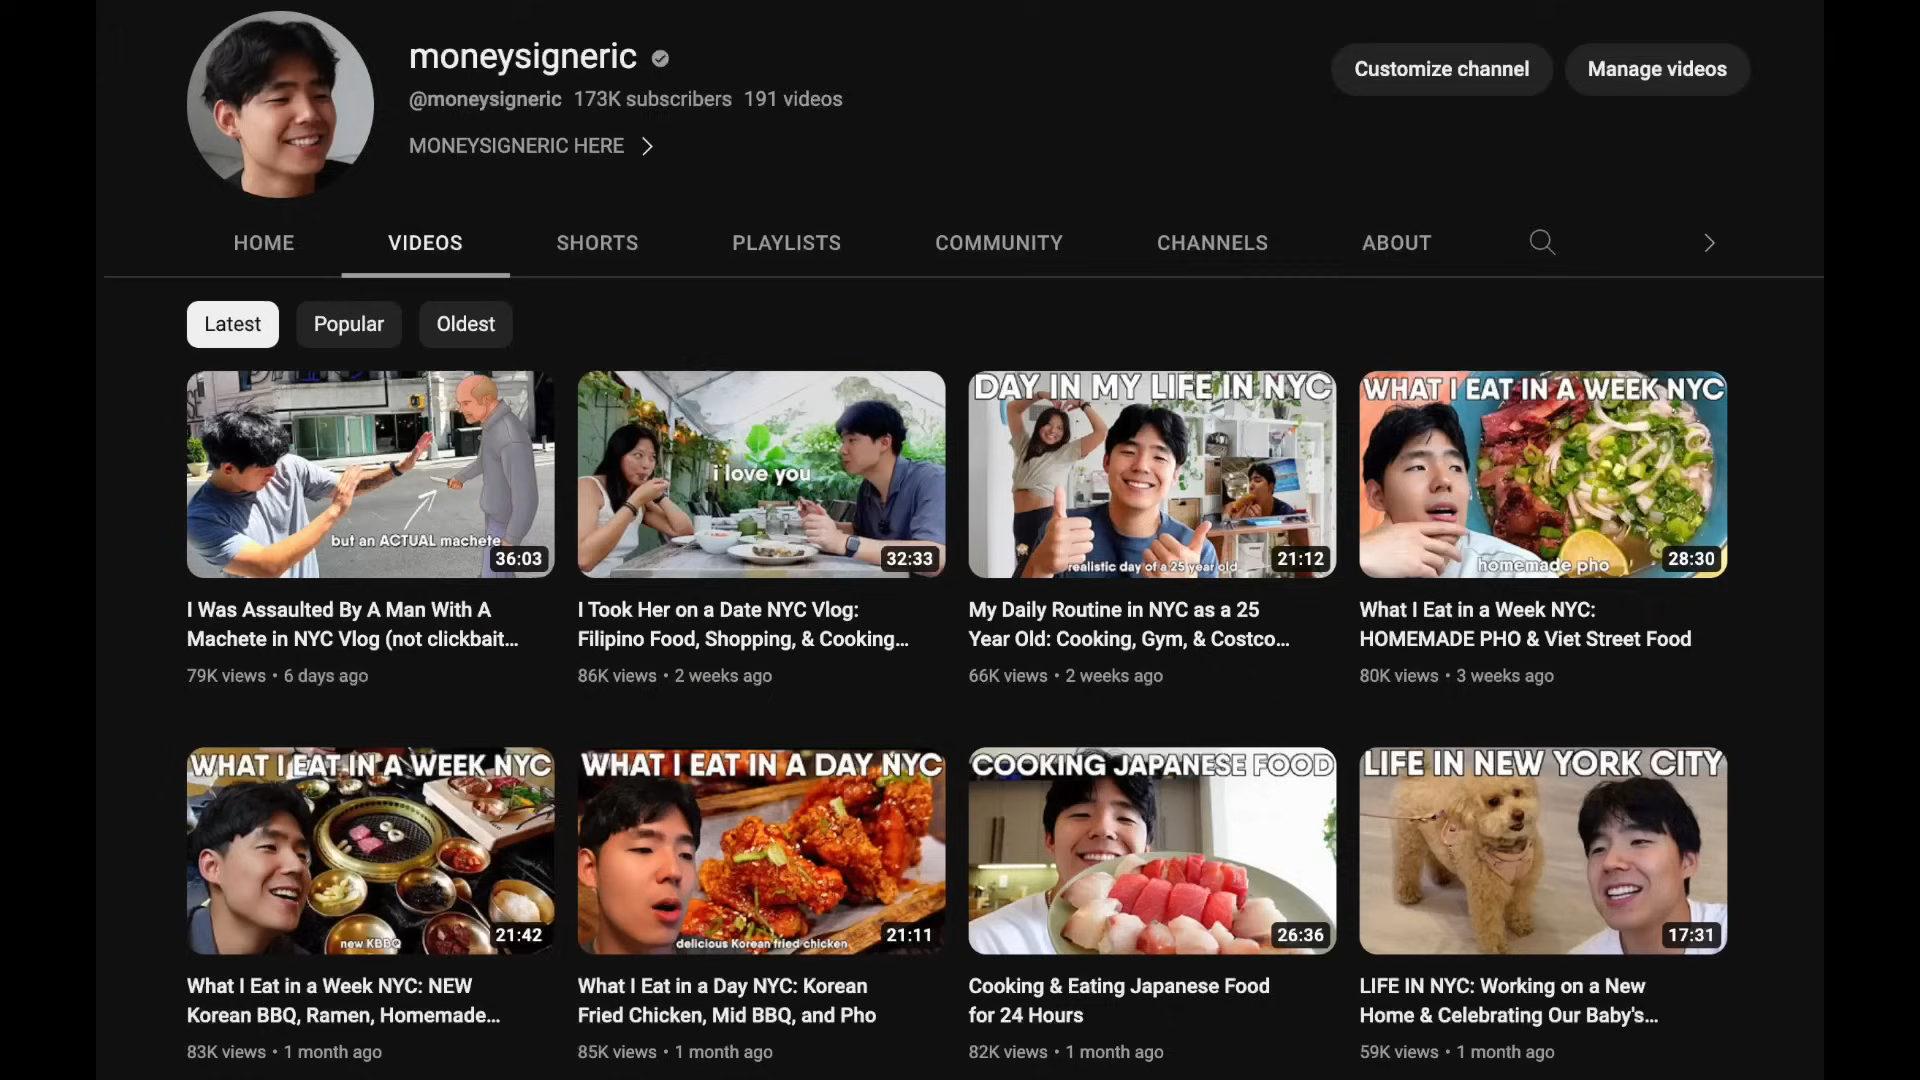 moneysigneric
@moneysigneric 173K subscribers 191 videos
MONEYSIGNERIC HERE
Customize channel
Manage videos
HOME
VIDEOS
SHORTS
PLAYLISTS
COMMUNITY
CHANNELS
ABOUT
Latest
Popular
Oldest
but an ACTUAL machete
36:03
i love you
32:33
DAY IN MY LIFE IN NYC
realistic day of a 25 year old
21:12
WHAT I EAT IN A WEEK NYC
homemade pho
28:30
I Was Assaulted By A Man With A
Machete in NYC Vlog (not clickbait...
79K views • 6 days ago
I Took Her on a Date NYC Vlog:
Filipino Food, Shopping, & Cooking...
86K views • 2 weeks ago
My Daily Routine in NYC as a 25
Year Old: Cooking, Gym, & Costco...
66K views • 2 weeks ago
What I Eat in a Week NYC:
HOMEMADE PHO & Viet Street Food
80K views • 3 weeks ago
WHAT I EAT IN A WEEK NYC
new KBBQ
21:42
WHAT I EAT IN A DAY NYC
delicious Korean fried chicken
21:11
COOKING JAPANESE FOOD
26:36
LIFE IN NEW YORK CITY
17:31
What I Eat in a Week NYC: NEW
Korean BBQ, Ramen, Homemade...
83K views • 1 month ago
What I Eat in a Day NYC: Korean
Fried Chicken, Mid BBQ, and Pho
85K views • 1 month ago
Cooking & Eating Japanese Food
for 24 Hours
82K views • 1 month ago
LIFE IN NYC: Working on a New
Home & Celebrating Our Baby's...
59K views • 1 month ago